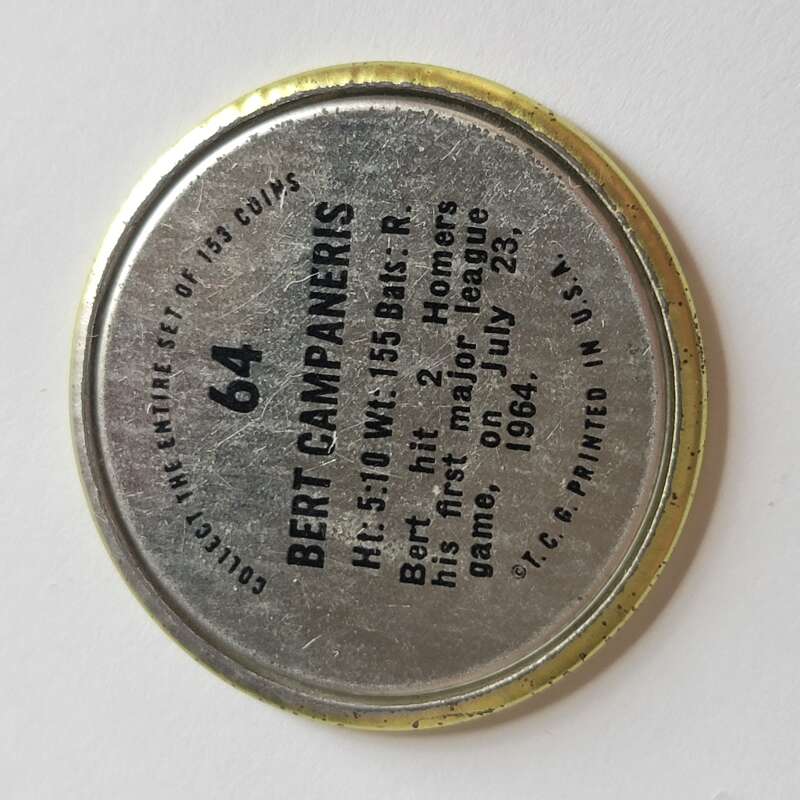 COLLECT THE ENTIRE SET OF 153 COINS
64
BERT CAMPANERIS
Ht: 5:10 Wt: 155 Bats: R.
Bert hit 2 Homers
his first major league
game, on July 23,
1964.
©T. C. G. PRINTED IN U.S.A.